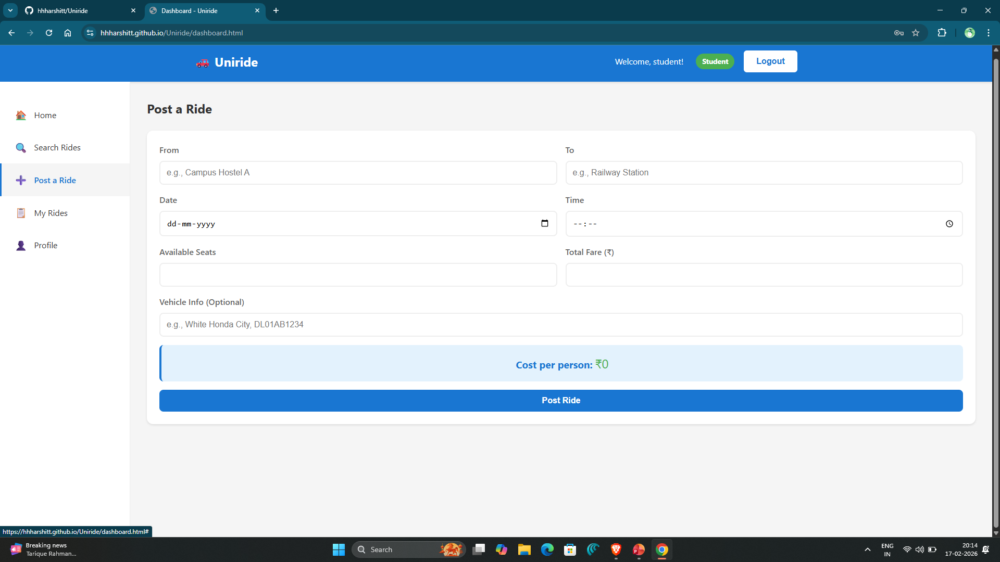 hhharshitt/Uniride
Dashboard - Uniride
hhharshitt.github.io/Uniride/dashboard.html
Uniride
Welcome, student!
Student
Logout
Home
Search Rides
Post a Ride
My Rides
Profile
Post a Ride
From
To
e.g., Campus Hostel A
e.g., Railway Station
Date
Time
dd-mm-yyyy
--:--
Available Seats
Total Fare (₹)
Vehicle Info (Optional)
e.g., White Honda City, DL01AB1234
Cost per person: ₹0
Post Ride
https://hhharshitt.github.io/Uniride/dashboard.html#
Breaking news
Tarique Rahman...
Search
ENG
IN
20:14
17-02-2026